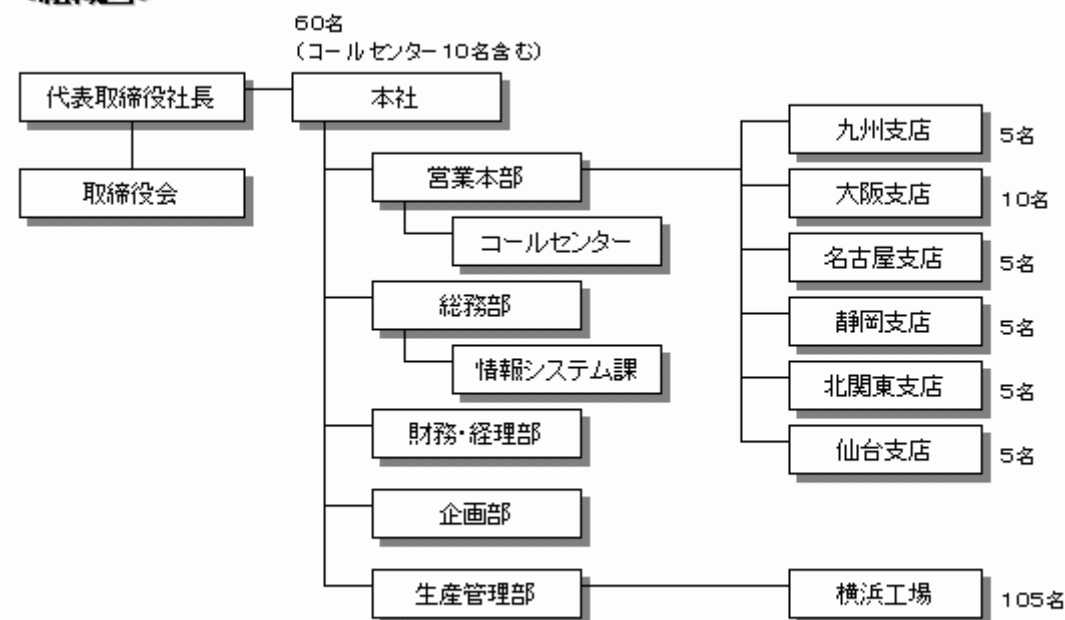 60名
(コールセンター10名含む)
代表取締役社長
本社
取締役会
営業本部
コールセンター
総務部
情報システム課
財務・経理部
企画部
生産管理部
九州支店 5名
大阪支店 10名
名古屋支店 5名
静岡支店 5名
北関東支店 5名
仙台支店 5名
横浜工場 105名